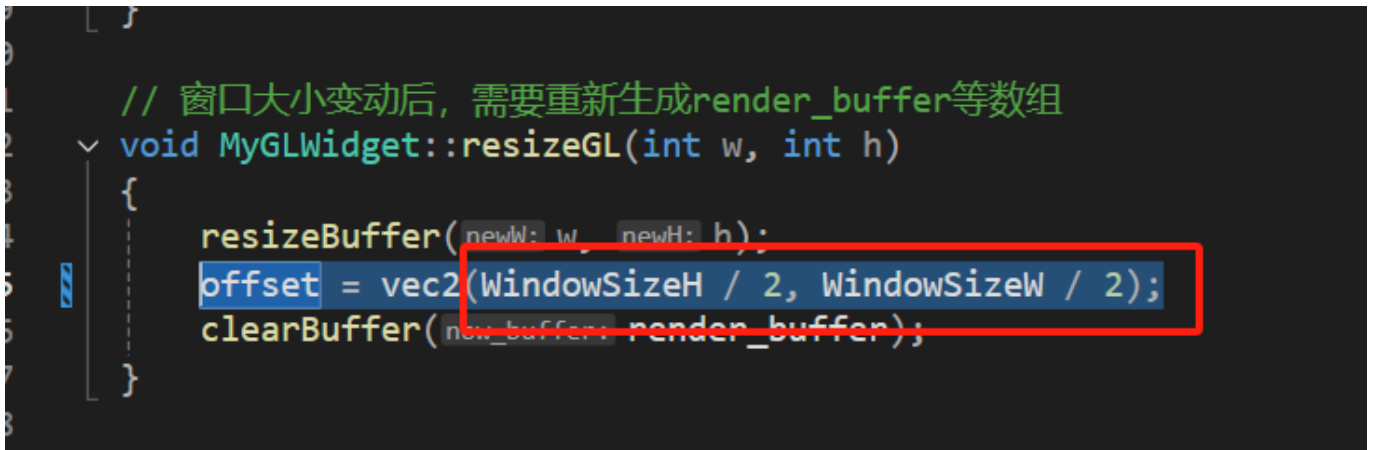 }
// 窗口大小变动后，需要重新生成render_buffer等数组
void MyGLWidget::resizeGL(int w, int h)
{
resizeBuffer(newW: w, newH: h);
offset = vec2(WindowSizeH / 2, WindowSizeW / 2);
clearBuffer(now_buffer: render_buffer);
}